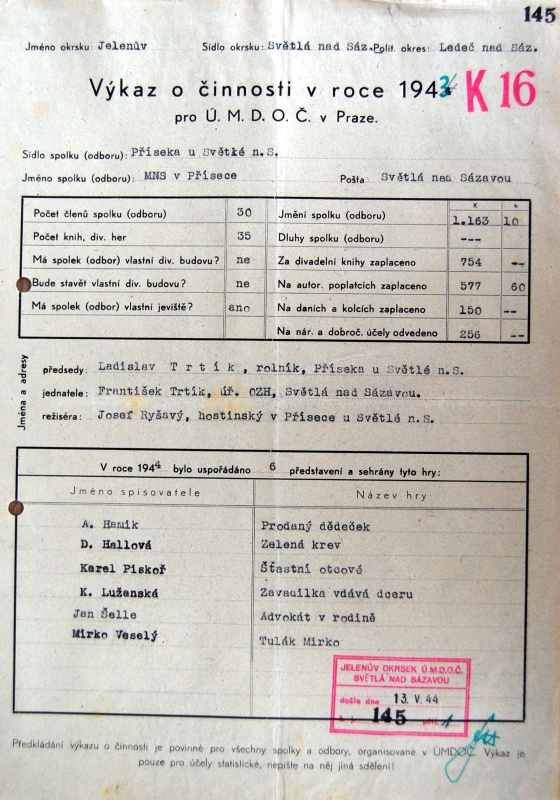 145
Jméno okrsku: Jelenův Sídlo okrsku: Světlá nad Sáz. Polit. okres: Ledeč nad Sáz.
Výkaz o činnosti v roce 1943 K 16
pro Ú. M. D. O. Č. v Praze.
Sídlo spolku (odboru): Příseka u Světlé n.S.
Jméno spolku (odboru): MNS v Přísece Pošta Světlá nad Sázavou
K h
Počet členů spolku (odboru) 30 Jmění spolku (odboru) 1.163 10
Počet knih, div. her 35 Dluhy spolku (odboru) ---
Má spolek (odbor) vlastní div. budovu? ne Za divadelní knihy zaplaceno 754 --
Bude stavět vlastní div. budovu? ne Na autor. poplatcích zaplaceno 577 60
Má spolek (odbor) vlastní jeviště? ano Na daních a kolcích zaplaceno 150 --
Na nár. a dobroč. účely odvedeno 256 --
Jména a adresy
předsedy: Ladislav Trtík, rolník, Příseka u Světlé n.S.
jednatele: František Trtík, úř. OZH, Světlá nad Sázavou.
režiséra: Josef Ryšavý, hostinský v Přísece u Světlé n.S.
V roce 1944 bylo uspořádáno 6 představení a sehrány tyto hry:
Jméno spisovatele Název hry
A. Hamik Prodaný dědeček
D. Hallová Zelená krev
Karel Piskoř Šťastní otcové
K. Lužanská Zavadilka vdává dceru
Jan Šelle Advokát v rodině
Mirko Veselý Tulák Mirko
JELENŮV OKRSEK Ú.M.D.O.Č.
SVĚTLÁ NAD SÁZAVOU
došlo dne 13. V. 44
145
Předkládání výkazu o činnosti je povinné pro všechny spolky a odbory, organisované v ÚMDOČ. Výkaz je
pouze pro účely statistické, nepište na něj jiná sdělení!